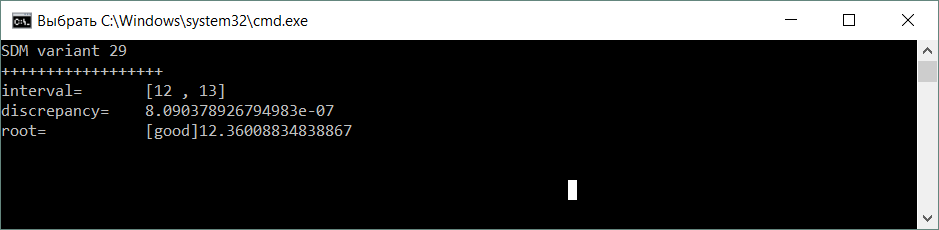 Выбрать C:\Windows\system32\cmd.exe
SDM variant 29
++++++++++++++++++
interval= [12 , 13]
discrepancy= 8.090378926794983e-07
root= [good]12.36008834838867